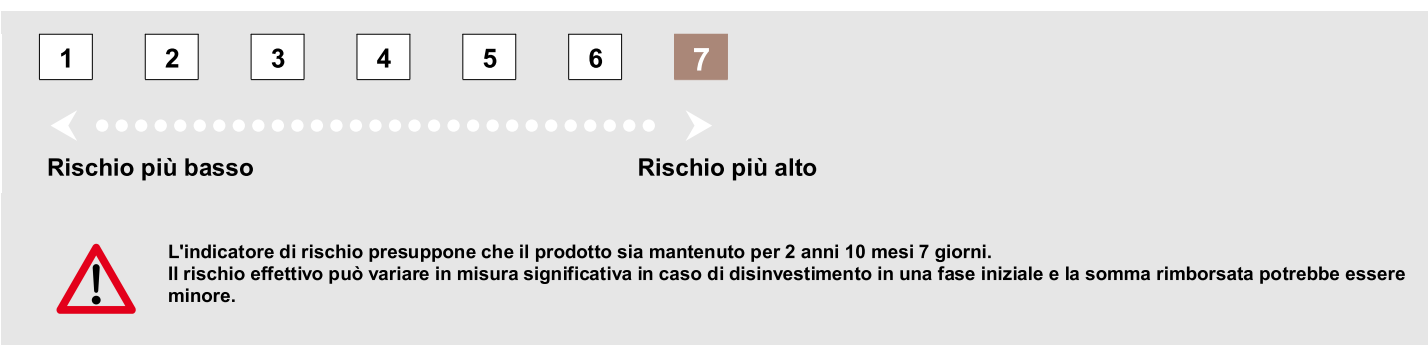 1 2 3 4 5 6 7
Rischio più basso Rischio più alto
L'indicatore di rischio presuppone che il prodotto sia mantenuto per 2 anni 10 mesi 7 giorni.
Il rischio effettivo può variare in misura significativa in caso di disinvestimento in una fase iniziale e la somma rimborsata potrebbe essere
minore.